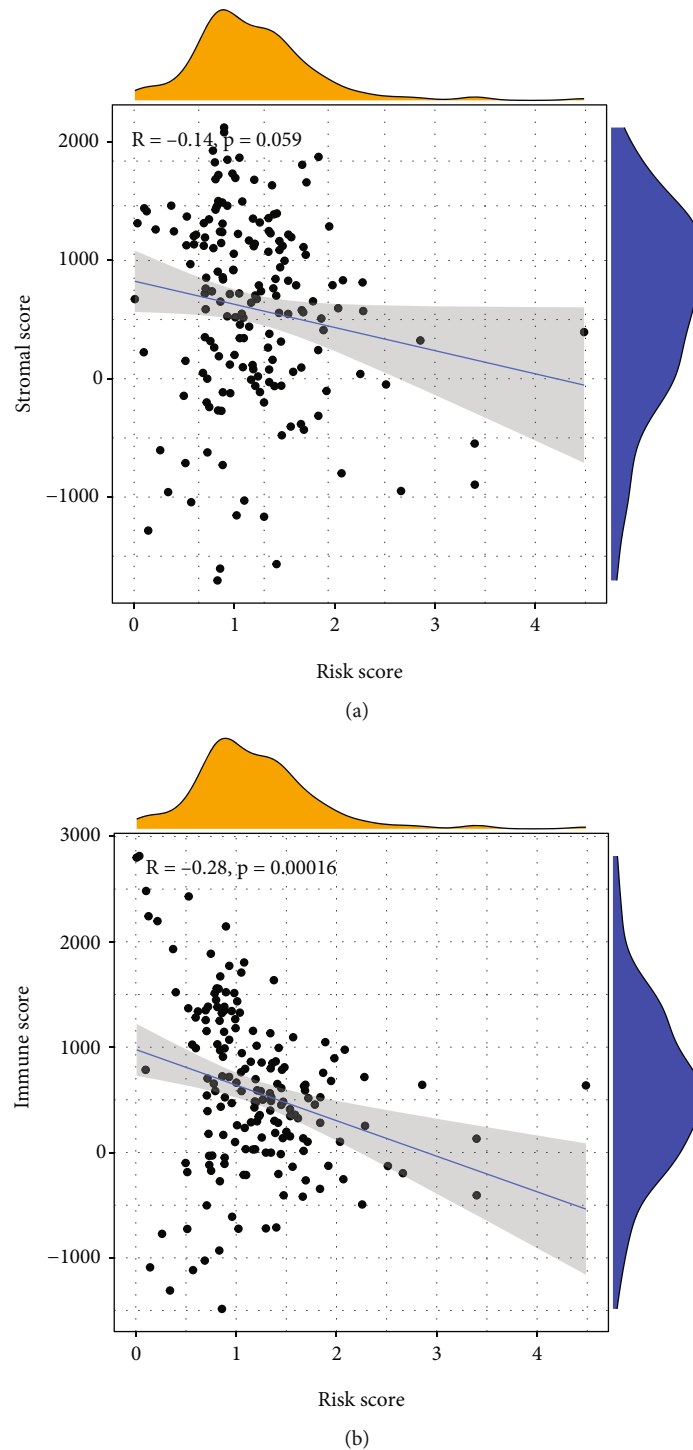 R = −0.14, p = 0.059
2000
1000
0
−1000
Stromal score
0 1 2 3 4
Risk score
(a)
R = −0.28, p = 0.00016
3000
2000
1000
0
−1000
Immune score
0 1 2 3 4
Risk score
(b)